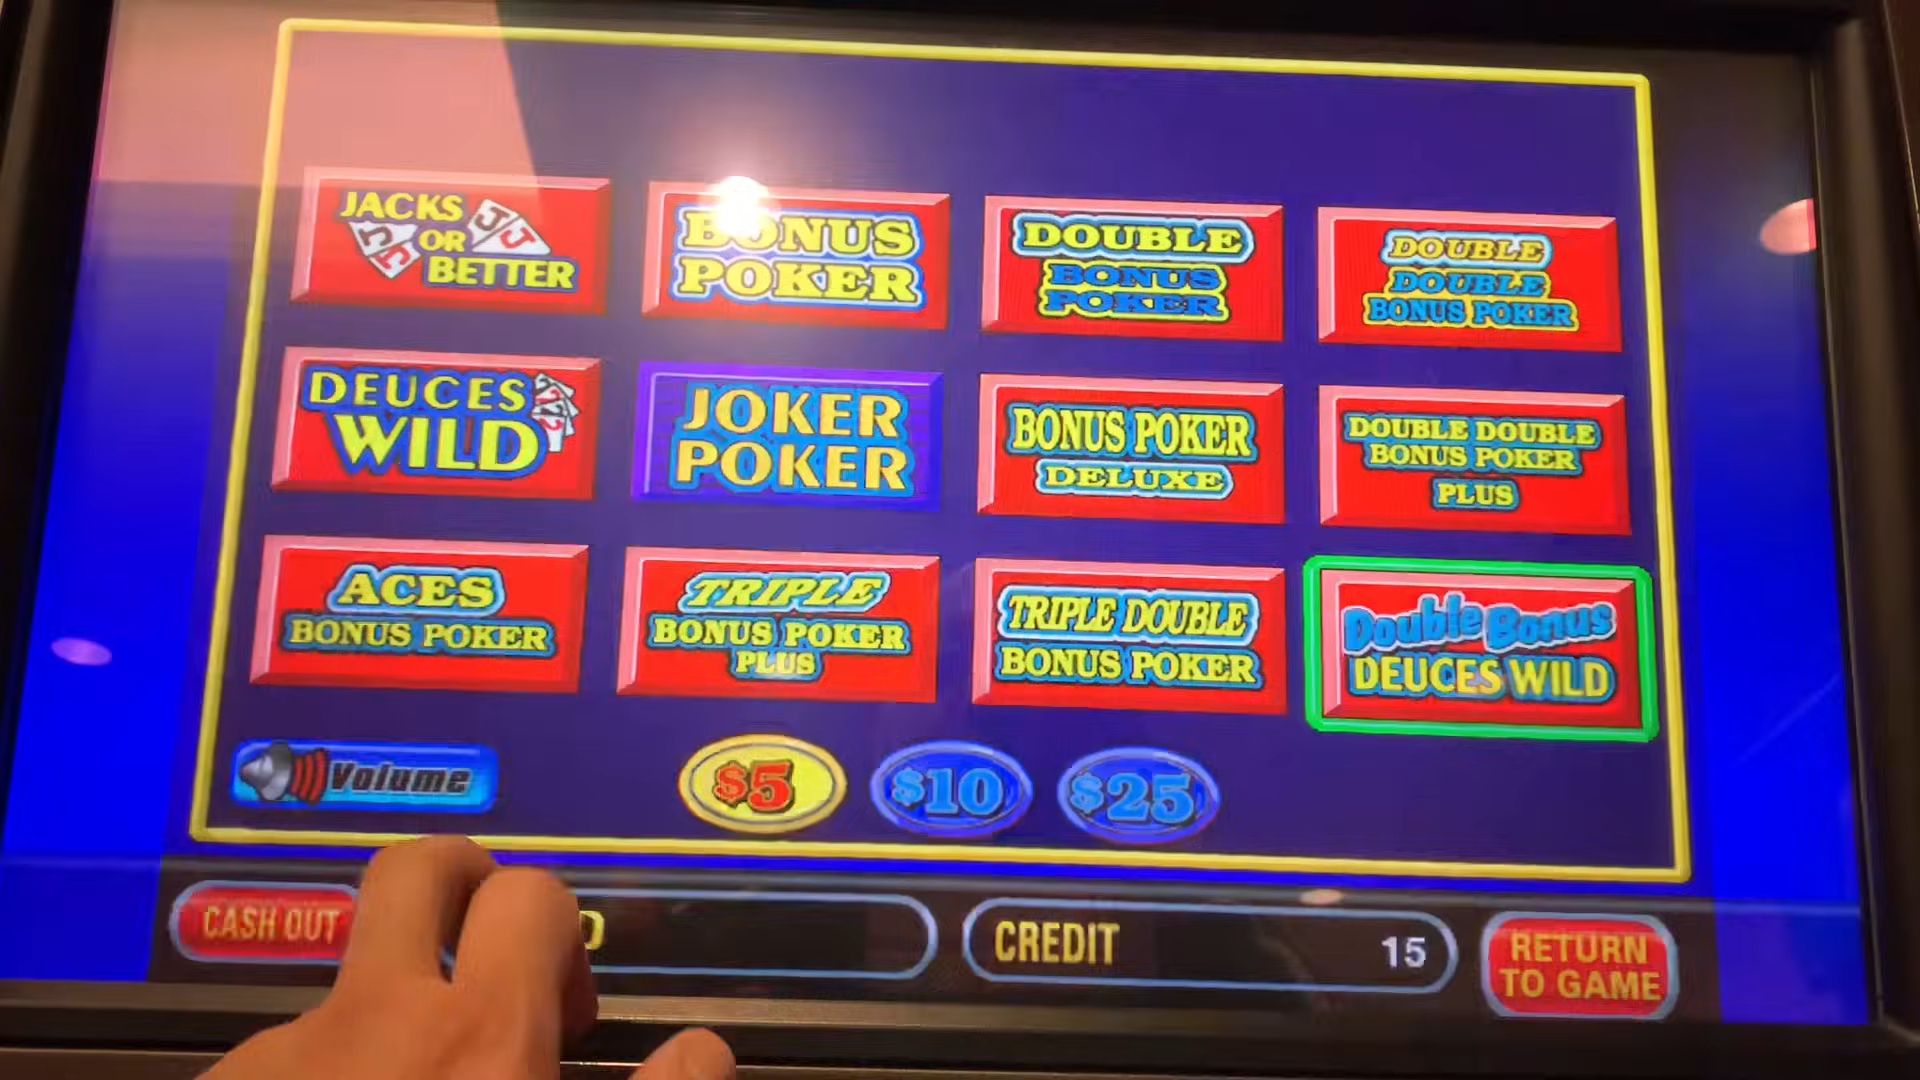 JACKS
OR
BETTER
BONUS
POKER
DOUBLE
BONUS
POKER
DOUBLE
DOUBLE
BONUS POKER
DEUCES
WILD
JOKER
POKER
BONUS POKER
DELUXE
DOUBLE DOUBLE
BONUS POKER
PLUS
ACES
BONUS POKER
TRIPLE
BONUS POKER
PLUS
TRIPLE DOUBLE
BONUS POKER
Double Bonus
DEUCES WILD
Volume
$5
$10
$25
CASH OUT
CREDIT 15
RETURN
TO GAME